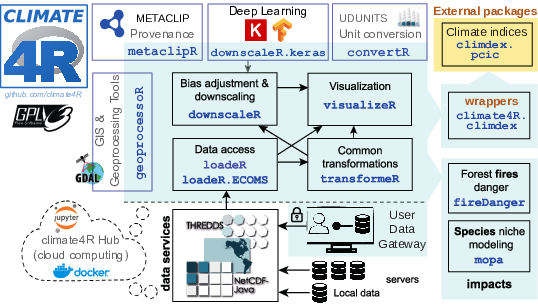 CLIMATE
4R
github.com/climate4R
GPLv3
Free Software
METACLIP
Provenance
metaclipR
Deep Learning
K
downscaleR.keras
UDUNITS
Unit conversion
convertR
External packages
Climate indices
climdex.
pcic
GIS &
Geoprocessing Tools
geoprocessoR
GDAL
Bias adjustment &
downscaling
downscaleR
Visualization
visualizeR
wrappers
climate4R.
climdex
Data access
loadeR
loadeR.ECOMS
Common
transformations
transformeR
Forest fires
danger
fireDanger
Species niche
modeling
mopa
impacts
jupyter
climate4R Hub
(cloud computing)
docker
data services
THREDDS
NetCDF-
Java
User
Data
Gateway
servers
Local data